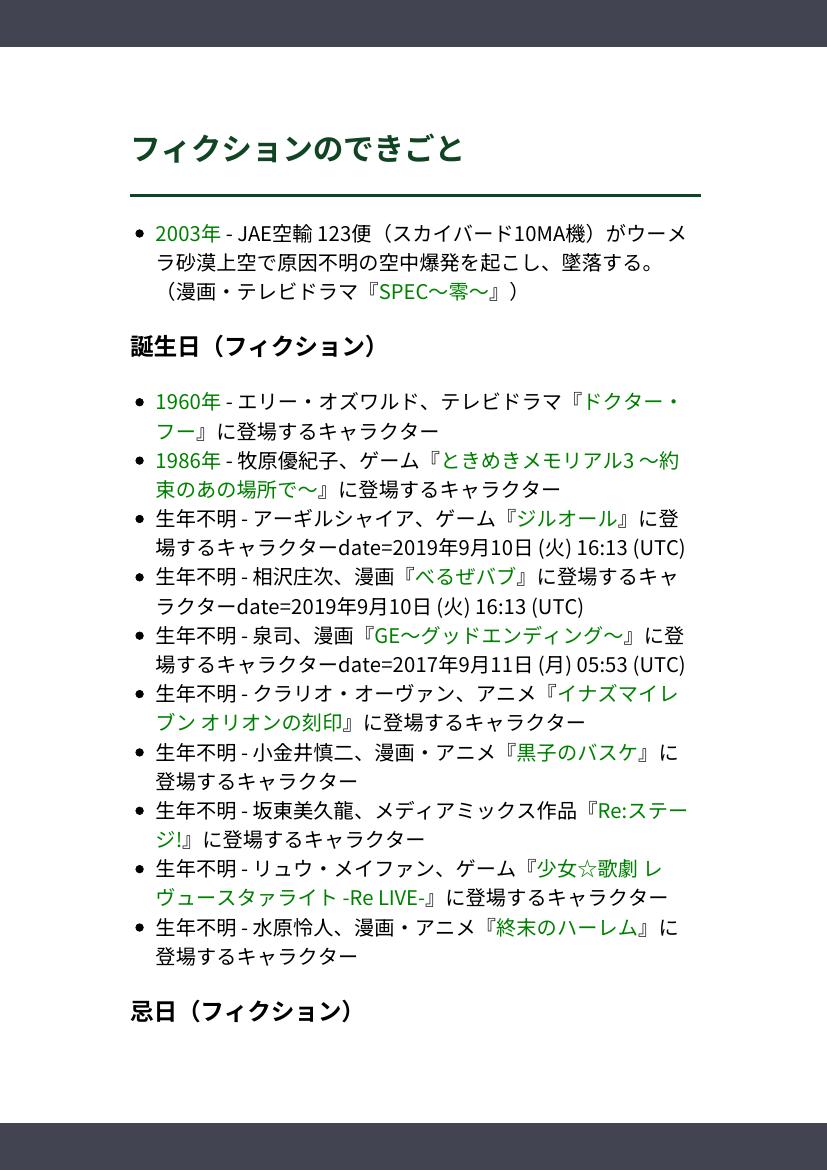 フィクションのできごと
2003年 - JAE空輸 123便（スカイバード10MA機）がウーメ
ラ砂漠上空で原因不明の空中爆発を起こし、墜落する。
（漫画・テレビドラマ『SPEC〜零〜』）
誕生日（フィクション）
1960年 - エリー・オズワルド、テレビドラマ『ドクター・
フー』に登場するキャラクター
1986年 - 牧原優紀子、ゲーム『ときめきメモリアル3 〜約
束のあの場所で〜』に登場するキャラクター
生年不明 - アーギルシャイア、ゲーム『ジルオール』に登
場するキャラクターdate=2019年9月10日 (火) 16:13 (UTC)
生年不明 - 相沢庄次、漫画『べるぜバブ』に登場するキャ
ラクターdate=2019年9月10日 (火) 16:13 (UTC)
生年不明 - 泉司、漫画『GE〜グッドエンディング〜』に登
場するキャラクターdate=2017年9月11日 (月) 05:53 (UTC)
生年不明 - クラリオ・オーヴァン、アニメ『イナズマイレ
ブン オリオンの刻印』に登場するキャラクター
生年不明 - 小金井慎二、漫画・アニメ『黒子のバスケ』に
登場するキャラクター
生年不明 - 坂東美久龍、メディアミックス作品『Re:ステー
ジ!』に登場するキャラクター
生年不明 - リュウ・メイファン、ゲーム『少女☆歌劇 レ
ヴュースタァライト -Re LIVE-』に登場するキャラクター
生年不明 - 水原怜人、漫画・アニメ『終末のハーレム』に
登場するキャラクター
忌日（フィクション）